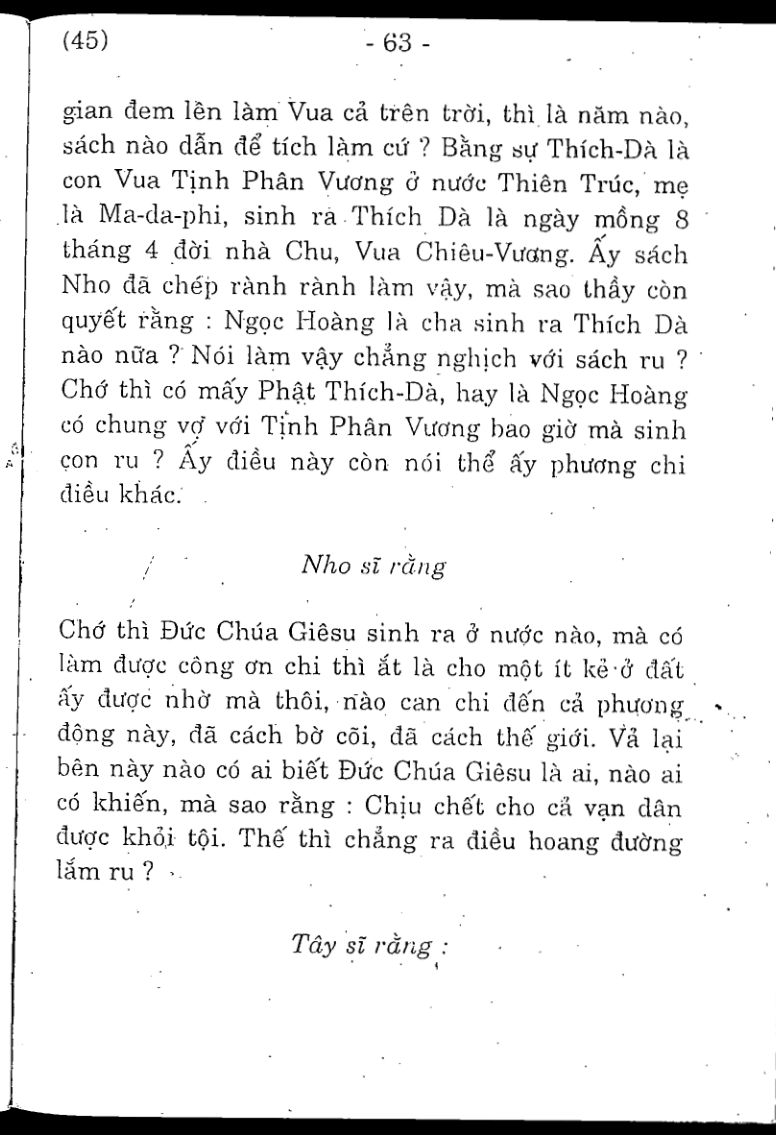 (45)
- 63 -
gian đem lên làm Vua cả trên trời, thì là năm nào,
sách nào dẫn để tích làm cứ ? Bằng sự Thích-Dà là
con Vua Tịnh Phân Vương ở nước Thiên Trúc, mẹ
là Ma-da-phi, sinh ra Thích Dà là ngày mồng 8
tháng 4 đời nhà Chu, Vua Chiêu-Vương. Ấy sách
Nho đã chép rành rành làm vậy, mà sao thầy còn
quyết rằng : Ngọc Hoàng là cha sinh ra Thích Dà
nào nữa ? Nói làm vậy chẳng nghịch với sách ru ?
Chớ thì có mấy Phật Thích-Dà, hay là Ngọc Hoàng
có chung vợ với Tịnh Phân Vương bao giờ mà sinh
con ru ? Ấy điều này còn nói thể ấy phương chi
điều khác.
Nho sĩ rằng
Chớ thì Đức Chúa Giêsu sinh ra ở nước nào, mà có
làm được công ơn chi thì ắt là cho một ít kẻ ở đất
ấy được nhờ mà thôi, nào can chi đến cả phương
đông này, đã cách bờ cõi, đã cách thế giới. Vả lại
bên này nào có ai biết Đức Chúa Giêsu là ai, nào ai
có khiến, mà sao rằng : Chịu chết cho cả vạn dân
được khỏi tội. Thế thì chẳng ra điều hoang đường
lắm ru ?
Tây sĩ rằng :